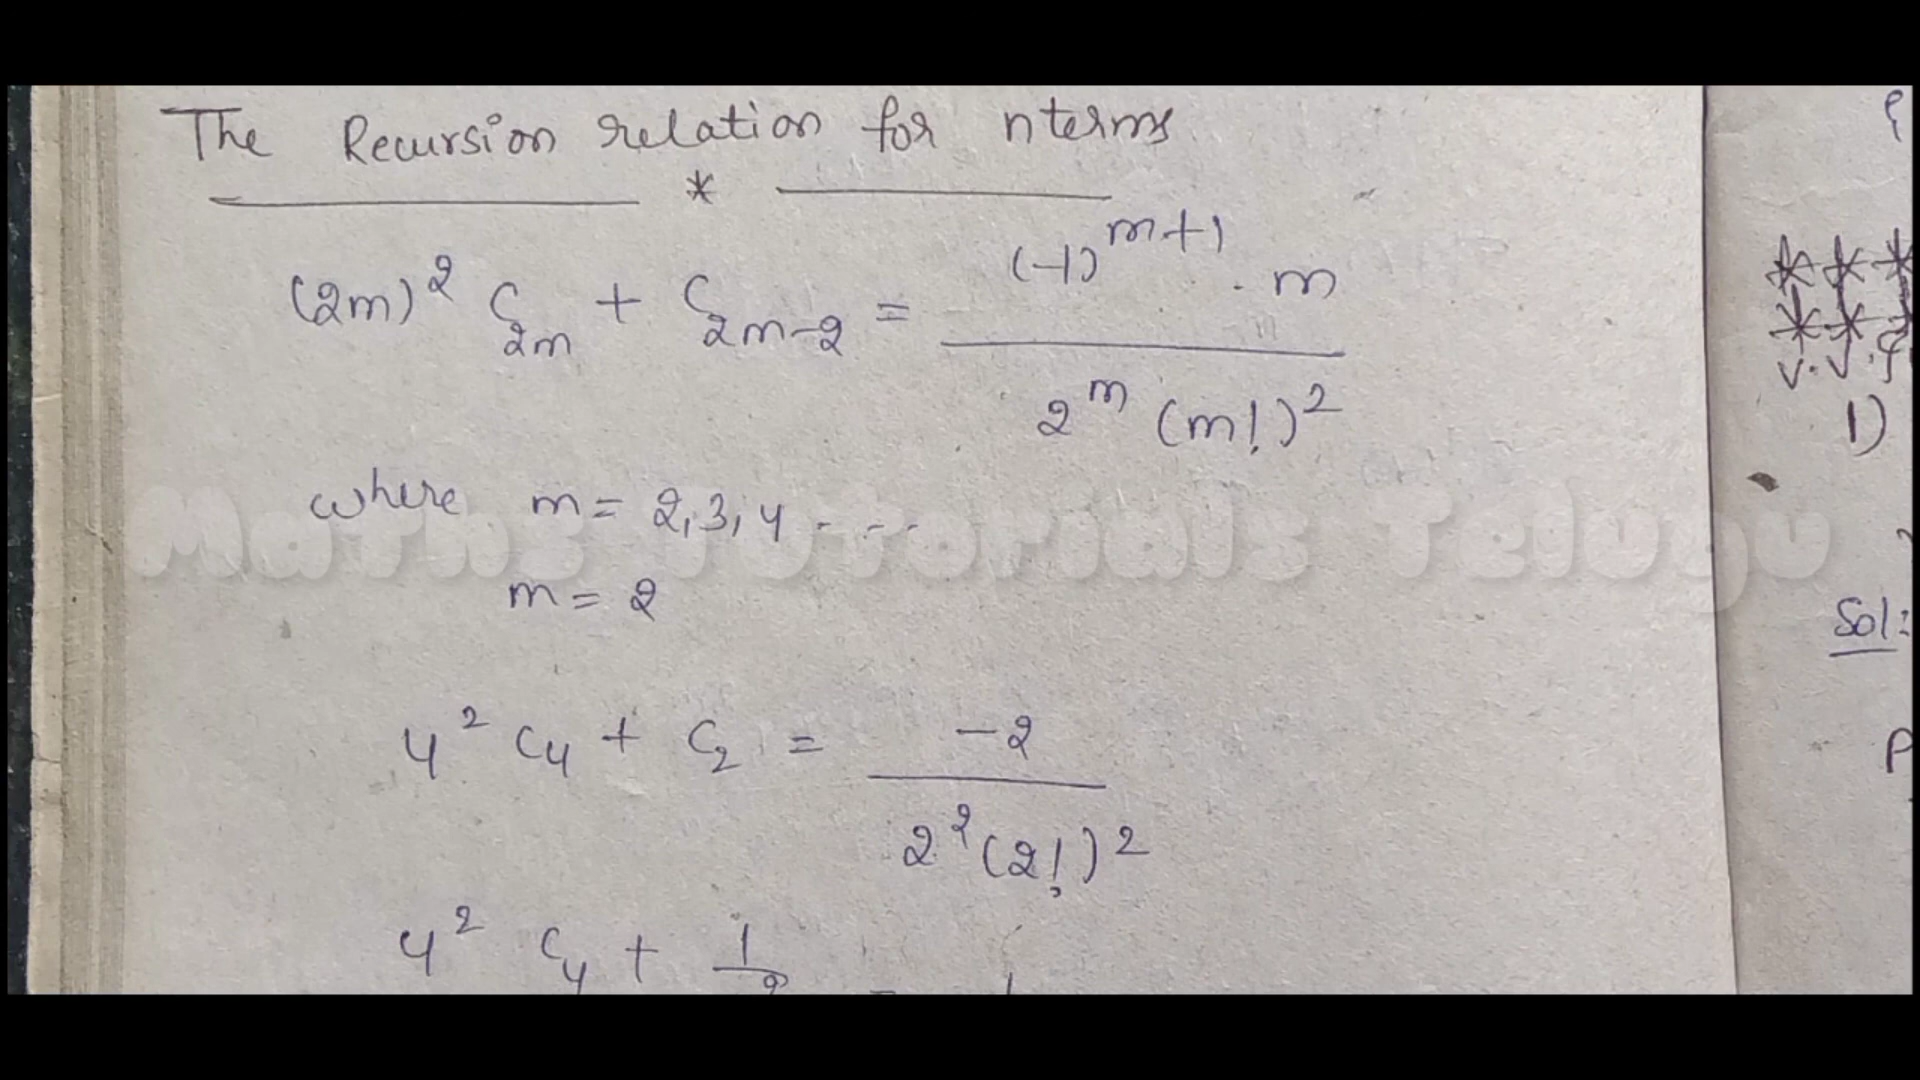 The Recursion relation for n terms
*
(2m)² C₂ₘ + C₂ₘ₋₂ = (-1)^(m+1) · m / 2^m (m!)²
where m = 2, 3, 4 - - -
Maths Tutorials Telugu
m = 2
4² C₄ + C₂ = -2 / 2² (2!)²
4² C₄ + 1
* * *
* *
1)
Sol:
P